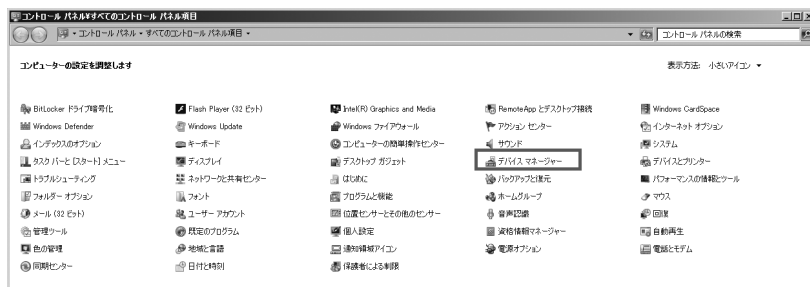 コントロール パネル¥すべてのコントロール パネル項目
コントロール パネル ▸ すべてのコントロール パネル項目 ▸
コントロール パネルの検索
コンピューターの設定を調整します
表示方法: 小さいアイコン ▼
BitLocker ドライブ暗号化 Flash Player (32 ビット) Intel(R) Graphics and Media RemoteApp とデスクトップ接続 Windows CardSpace
Windows Defender Windows Update Windows ファイアウォール アクション センター インターネット オプション
インデックスのオプション キーボード コンピューターの簡単操作センター サウンド システム
タスク バーと [スタート] メニュー ディスプレイ デスクトップ ガジェット デバイス マネージャー デバイスとプリンター
トラブルシューティング ネットワークと共有センター はじめに バックアップと復元 パフォーマンスの情報とツール
フォルダー オプション フォント プログラムと機能 ホームグループ マウス
メール (32 ビット) ユーザー アカウント 位置センサーとその他のセンサー 音声認識 回復
管理ツール 既定のプログラム 個人設定 資格情報マネージャー 自動再生
色の管理 地域と言語 通知領域アイコン 電源オプション 電話とモデム
同期センター 日付と時刻 保護者による制限